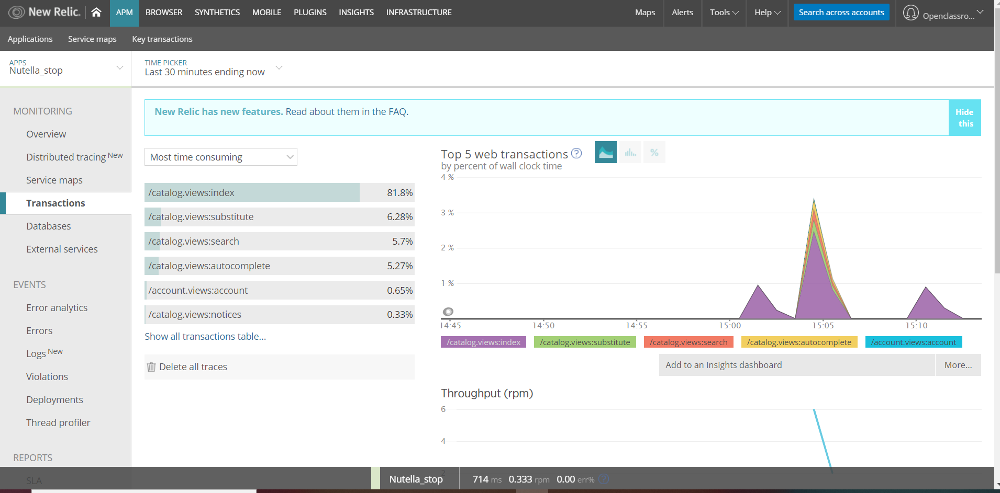 New Relic.
APM BROWSER SYNTHETICS MOBILE PLUGINS INSIGHTS INFRASTRUCTURE
Maps Alerts Tools Help Search across accounts Openclassro...
Applications Service maps Key transactions
APPS
Nutella_stop
TIME PICKER
Last 30 minutes ending now
MONITORING
Overview
Distributed tracing New
Service maps
Transactions
Databases
External services
EVENTS
Error analytics
Errors
Logs New
Violations
Deployments
Thread profiler
REPORTS
SLA
New Relic has new features. Read about them in the FAQ.
Hide
this
Most time consuming
/catalog.views:index 81.8%
/catalog.views:substitute 6.28%
/catalog.views:search 5.7%
/catalog.views:autocomplete 5.27%
/account.views:account 0.65%
/catalog.views:notices 0.33%
Show all transactions table...
Delete all traces
Top 5 web transactions ?
%
by percent of wall clock time
4 %
3 %
2 %
1 %
14:45 14:50 14:55 15:00 15:05 15:10
/catalog.views:index /catalog.views:substitute /catalog.views:search /catalog.views:autocomplete /account.views:account
Add to an Insights dashboard More...
Throughput (rpm)
6
4
2
Nutella_stop 714 ms 0.333 rpm 0.00 err% ?